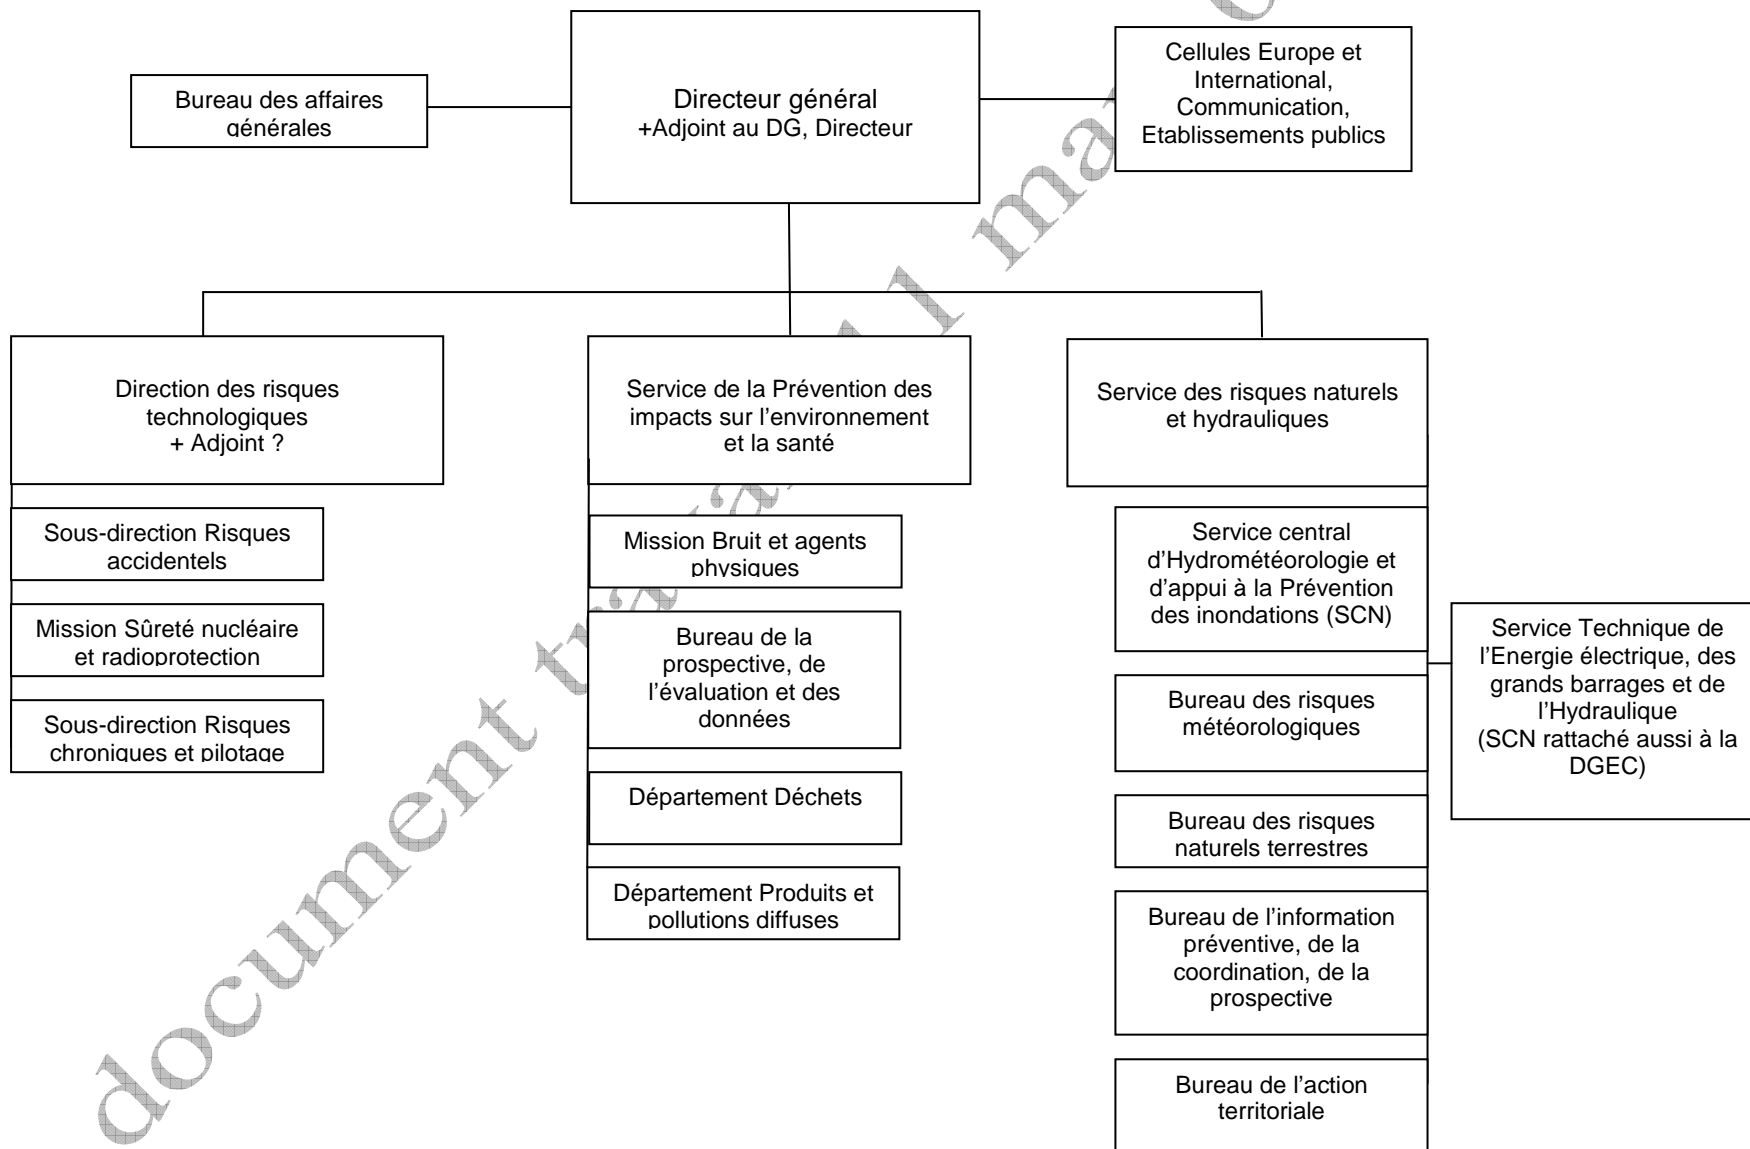 Bureau des affaires
générales
Directeur général
+Adjoint au DG, Directeur
Cellules Europe et
International,
Communication,
Etablissements publics
Direction des risques
technologiques
+ Adjoint ?
Sous-direction Risques
accidentels
Mission Sûreté nucléaire
et radioprotection
Sous-direction Risques
chroniques et pilotage
Service de la Prévention des
impacts sur l’environnement
et la santé
Mission Bruit et agents
physiques
Bureau de la
prospective, de
l’évaluation et des
données
Département Déchets
Département Produits et
pollutions diffuses
Service des risques naturels
et hydrauliques
Service central
d’Hydrométéorologie et
d’appui à la Prévention
des inondations (SCN)
Bureau des risques
météorologiques
Bureau des risques
naturels terrestres
Bureau de l’information
préventive, de la
coordination, de la
prospective
Bureau de l’action
territoriale
Service Technique de
l’Energie électrique, des
grands barrages et de
l’Hydraulique
(SCN rattaché aussi à la
DGEC)
document